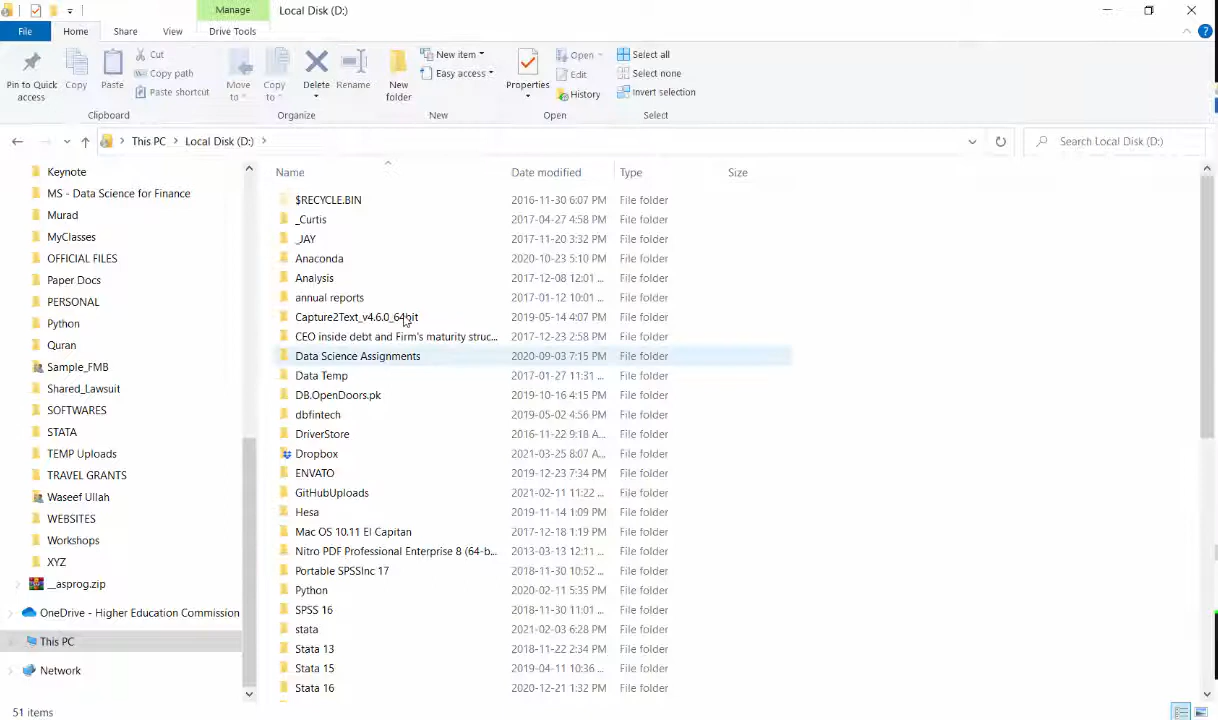 Manage Local Disk (D:)
File Home Share View Drive Tools
Pin to Quick access
Copy
Paste
Cut
Copy path
Paste shortcut
Clipboard
Move to
Copy to
Delete
Rename
Organize
New folder
New item
Easy access
New
Properties
Open
Edit
History
Open
Select all
Select none
Invert selection
Select
This PC Local Disk (D:)
Search Local Disk (D:)
Keynote
MS - Data Science for Finance
Murad
MyClasses
OFFICIAL FILES
Paper Docs
PERSONAL
Python
Quran
Sample_FMB
Shared_Lawsuit
SOFTWARES
STATA
TEMP Uploads
TRAVEL GRANTS
Waseef Ullah
WEBSITES
Workshops
XYZ
__asprog.zip
OneDrive - Higher Education Commission
This PC
Network
Name Date modified Type Size
$RECYCLE.BIN 2016-11-30 6:07 PM File folder
_Curtis 2017-04-27 4:58 PM File folder
_JAY 2017-11-20 3:32 PM File folder
Anaconda 2020-10-23 5:10 PM File folder
Analysis 2017-12-08 12:01 ... File folder
annual reports 2017-01-12 10:01 ... File folder
Capture2Text_v4.6.0_64bit 2019-05-14 4:07 PM File folder
CEO inside debt and Firm's maturity struc... 2017-12-23 2:58 PM File folder
Data Science Assignments 2020-09-03 7:15 PM File folder
Data Temp 2017-01-27 11:31 ... File folder
DB.OpenDoors.pk 2019-10-16 4:15 PM File folder
dbfintech 2019-05-02 4:56 PM File folder
DriverStore 2016-11-22 9:18 A... File folder
Dropbox 2021-03-25 8:07 A... File folder
ENVATO 2019-12-23 7:34 PM File folder
GitHubUploads 2021-02-11 11:22 ... File folder
Hesa 2019-11-14 1:09 PM File folder
Mac OS 10.11 El Capitan 2017-12-18 1:19 PM File folder
Nitro PDF Professional Enterprise 8 (64-b... 2013-03-13 12:11 ... File folder
Portable SPSSInc 17 2018-11-30 10:52 ... File folder
Python 2020-02-11 5:35 PM File folder
SPSS 16 2018-11-30 11:01 ... File folder
stata 2021-02-03 6:28 PM File folder
Stata 13 2018-11-22 2:34 PM File folder
Stata 15 2019-04-11 10:36 ... File folder
Stata 16 2020-12-21 1:32 PM File folder
51 items